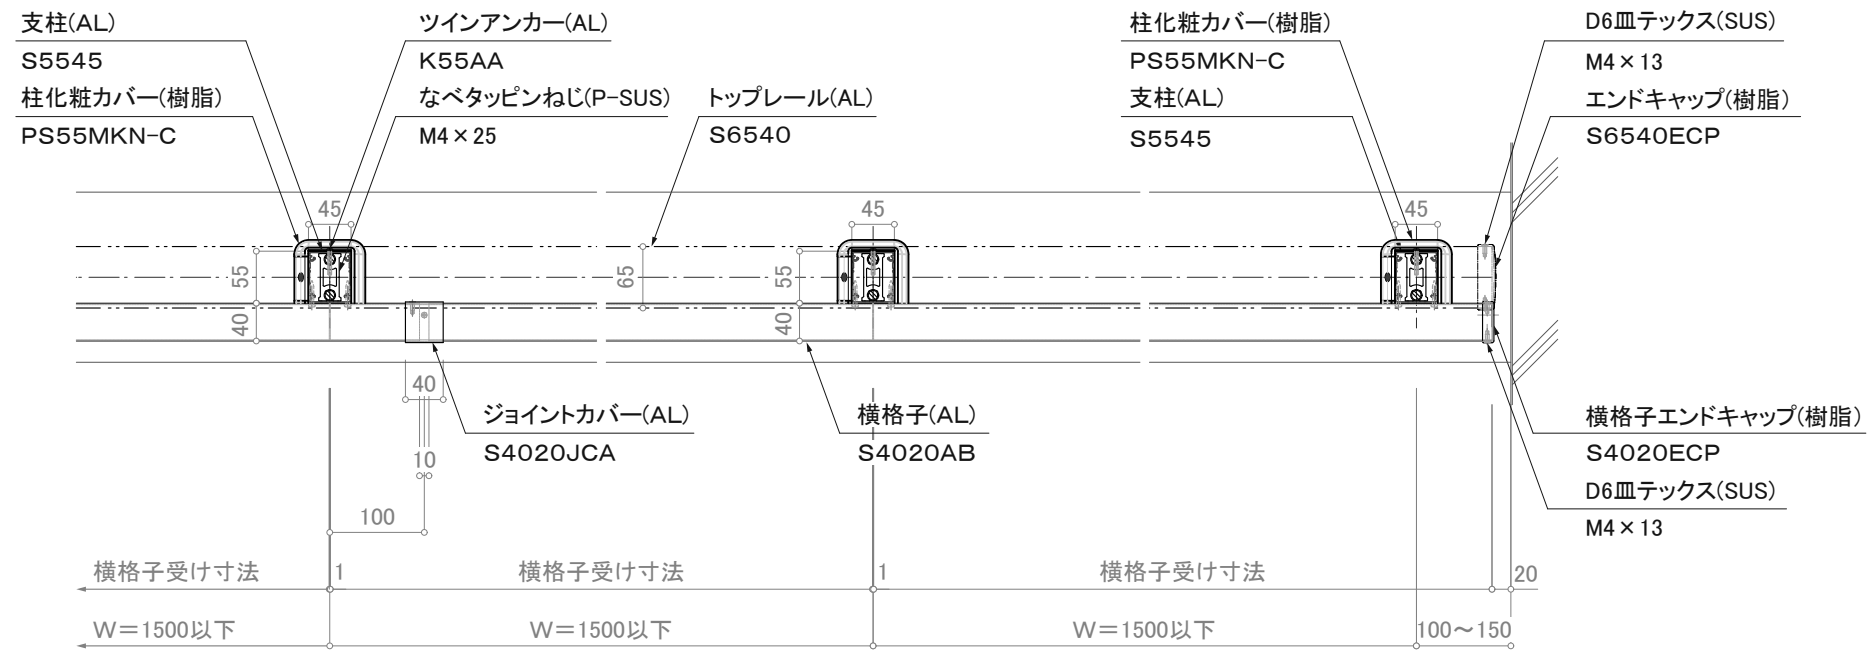 支柱(AL)
S5545
柱化粧カバー(樹脂)
PS55MKN-C
ツインアンカー(AL)
K55AA
なべタッピンねじ(P-SUS)
M4×25
トップレール(AL)
S6540
柱化粧カバー(樹脂)
PS55MKN-C
支柱(AL)
S5545
D6皿テックス(SUS)
M4×13
エンドキャップ(樹脂)
S6540ECP
45
45
45
55
65
55
40
40
40
ジョイントカバー(AL)
S4020JCA
横格子(AL)
S4020AB
横格子エンドキャップ(樹脂)
S4020ECP
D6皿テックス(SUS)
M4×13
10
100
横格子受け寸法
1
横格子受け寸法
1
横格子受け寸法
20
W=1500以下
W=1500以下
W=1500以下
100～150